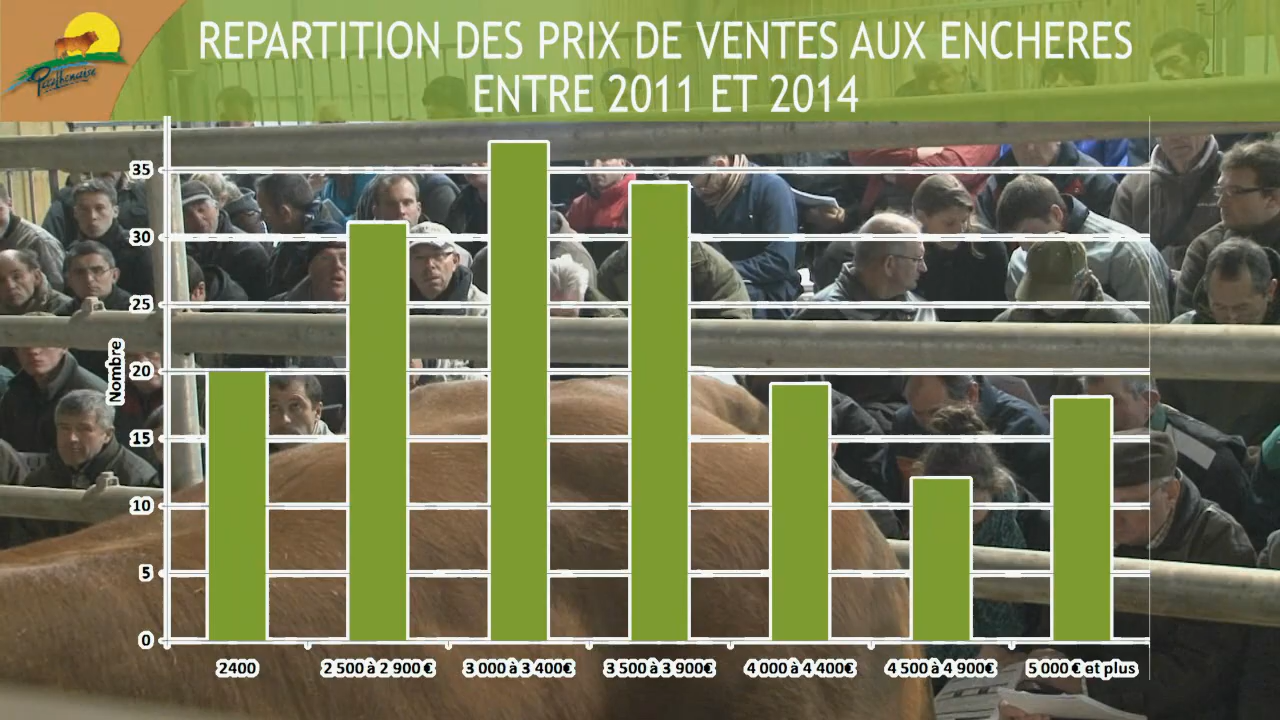 REPARTITION DES PRIX DE VENTES AUX ENCHERES
ENTRE 2011 ET 2014
Parthenaise
35
30
25
20
15
10
5
0
Nombre
2400
2 500 à 2 900 €
3 000 à 3 400€
3 500 à 3 900€
4 000 à 4 400€
4 500 à 4 900€
5 000 € et plus